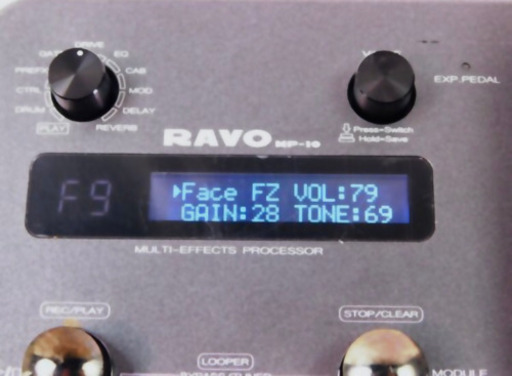 DRIVE
GATE EQ
PREFX CAB
CTRL MOD
DRUM DELAY
PLAY REVERB
EXP.PEDAL
Press-Switch
Hold-Save
RAVO MP-10
F9
Face FZ VOL:79
GAIN:28 TONE:69
MULTI-EFFECTS PROCESSOR
REC/PLAY
STOP/CLEAR
LOOPER
BYPASS/TUNER
MODULE